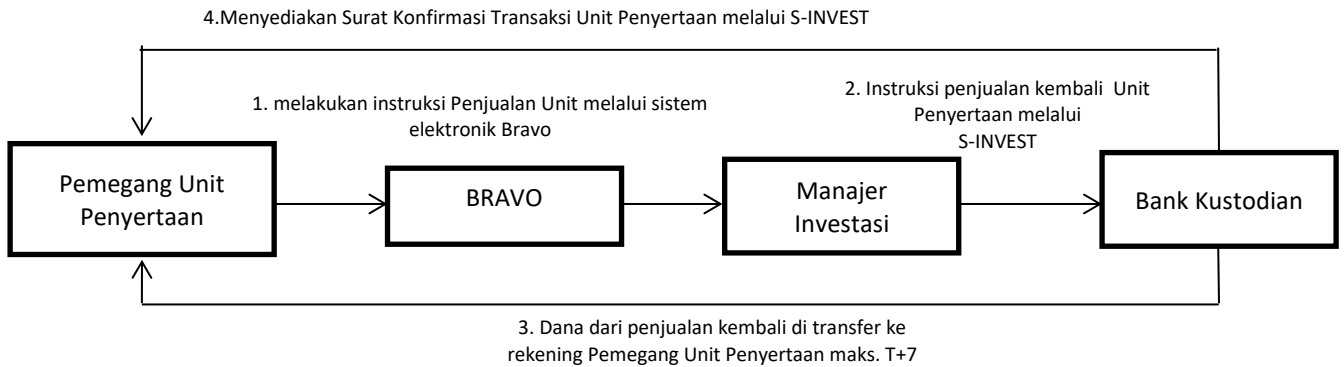 4.Menyediakan Surat Konfirmasi Transaksi Unit Penyertaan melalui S-INVEST
1. melakukan instruksi Penjualan Unit melalui sistem
elektronik Bravo
2. Instruksi penjualan kembali Unit
Penyertaan melalui
S-INVEST
Pemegang Unit
Penyertaan
BRAVO
Manajer
Investasi
Bank Kustodian
3. Dana dari penjualan kembali di transfer ke
rekening Pemegang Unit Penyertaan maks. T+7